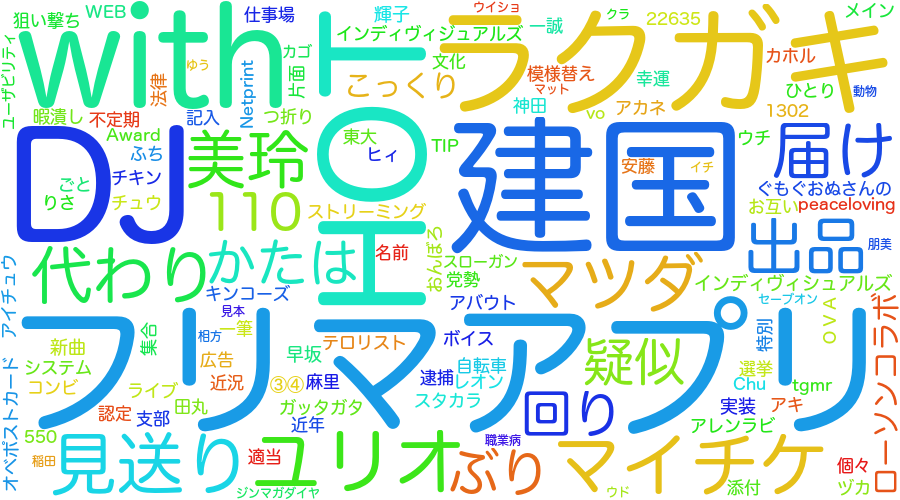 狙い撃ち
WEB
仕事場
輝子
ウイショ
クラ
22635
一誠
メイン
ユーザビリティ
with
カゴ
インディヴィジュアルズ
ラクガキ
ゆう
文化
模様替え
カホル
法律
Netprint
片面
こっくり
マット
幸運
ひとり
動物
暇潰し
不定期
記入
つ折り
神田
vo
アカネ
1302
Award
DJ
TOエ
東大
TIP
建国
ウチ
届け
ふち
美玲
ヒィ
安藤
イチ
チキン
ごと
りさ
チュウ
110
ストリーミング
ぐもぐおぬさんの
お互い
peaceloving
代わり
かたは
名前
おんぼろ
スローガン
党勢
マツダ
出品
朋美
アイチュウ
キンコーズ
アバウト
インディヴィシュアルズ
セーブオン
見本
フリマアプリ
OVA
ローソンコラボ
集合
相方
一筆
テロリスト
ボイス
特別
新曲
システム
コンビ
広告
早坂
逮捕
自転車
レオン
疑似
選挙
近況
③④
麻里
スタカラ
Chu
tgmr
オペポストカード
ライブ
認定
支部
田丸
ガッタガタ
近年
回り
実装
アキ
アレンラビ
550
稲田
見送り
適当
ユリオ
職業病
ぶり
マイチケ
個々
ジンマガダイヤ
ウド
添付
ヅカ